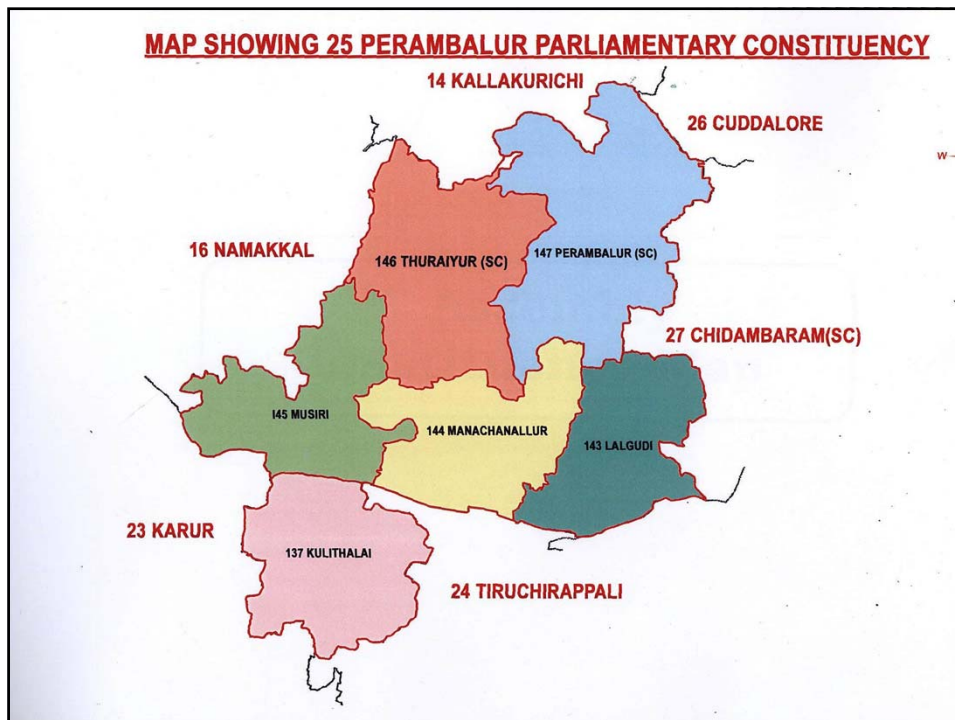 MAP SHOWING 25 PERAMBALUR PARLIAMENTARY CONSTITUENCY
14 KALLAKURICHI
26 CUDDALORE
W
16 NAMAKKAL
146 THURAIYUR (SC)
147 PERAMBALUR (SC)
27 CHIDAMBARAM(SC)
I45 MUSIRI
144 MANACHANALLUR
143 LALGUDI
23 KARUR
137 KULITHALAI
24 TIRUCHIRAPPALI